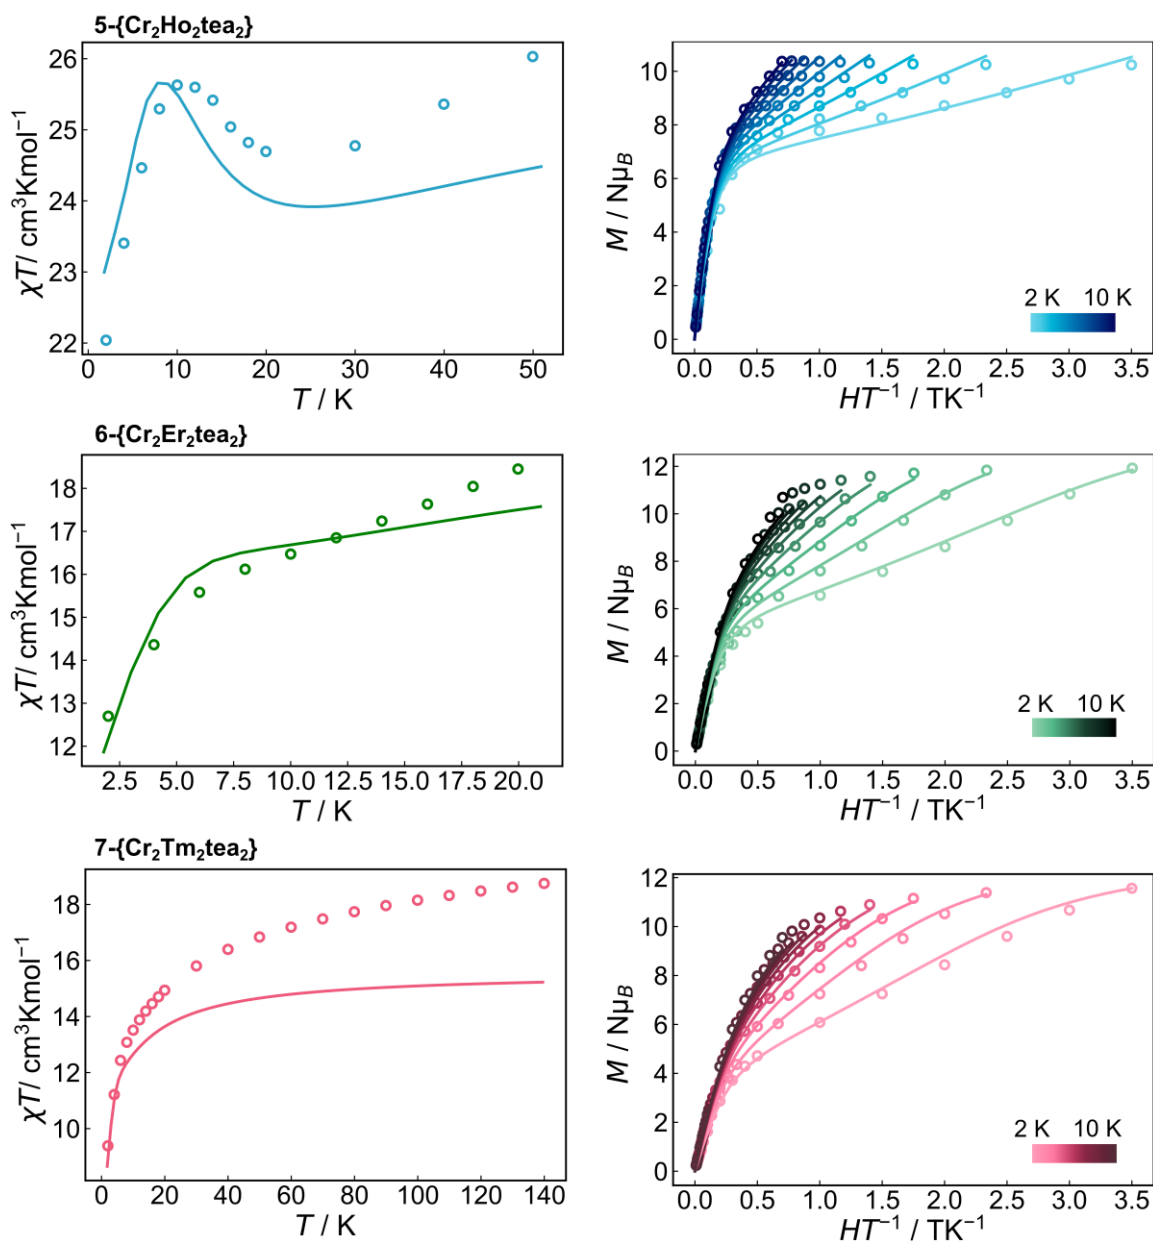 5-{Cr₂Ho₂tea₂}
26
25
24
23
22
χT/ cm³Kmol⁻¹
0 10 20 30 40 50
T / K
10
8
6
4
2
0
M / NμB
2 K 10 K
0.0 0.5 1.0 1.5 2.0 2.5 3.0 3.5
HT⁻¹ / TK⁻¹
6-{Cr₂Er₂tea₂}
18
17
16
15
14
13
12
χT/ cm³Kmol⁻¹
2.5 5.0 7.5 10.0 12.5 15.0 17.5 20.0
T / K
12
10
8
6
4
2
0
M / NμB
2 K 10 K
0.0 0.5 1.0 1.5 2.0 2.5 3.0 3.5
HT⁻¹ / TK⁻¹
7-{Cr₂Tm₂tea₂}
18
16
14
12
10
χT/ cm³Kmol⁻¹
0 20 40 60 80 100 120 140
T / K
12
10
8
6
4
2
0
M / NμB
2 K 10 K
0.0 0.5 1.0 1.5 2.0 2.5 3.0 3.5
HT⁻¹ / TK⁻¹